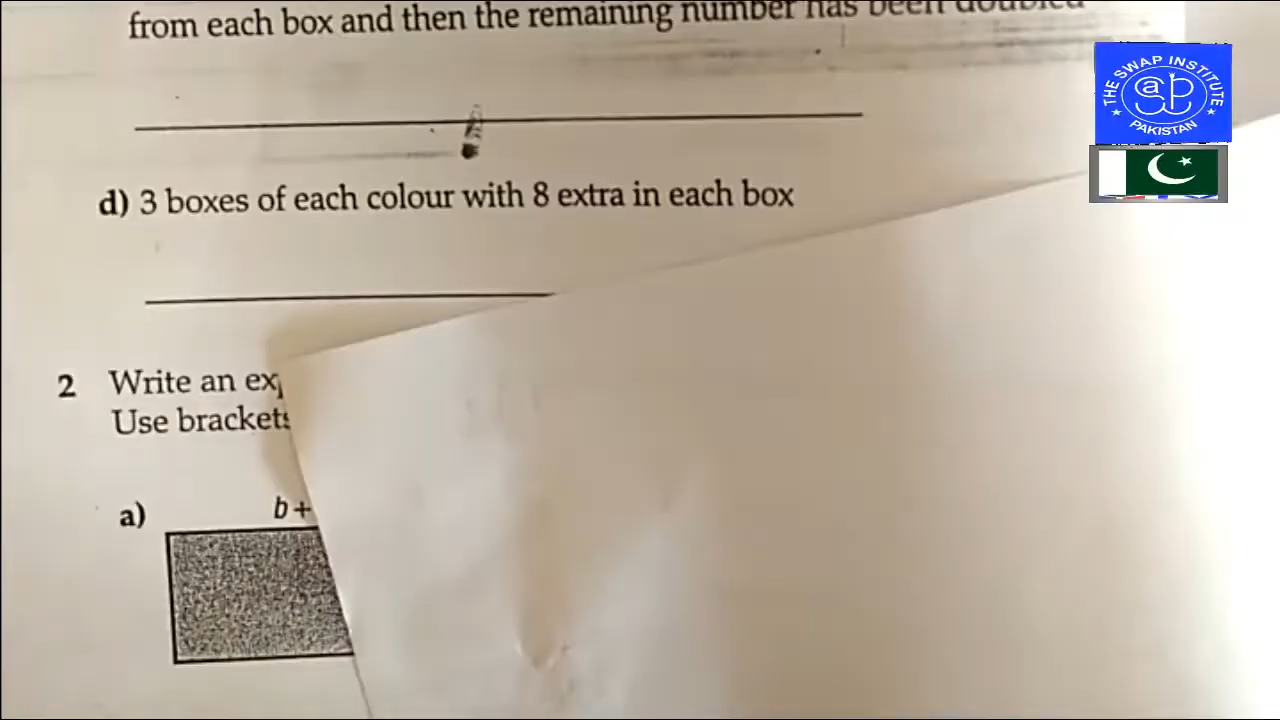 from each box and then the remaining number has been doubled
d) 3 boxes of each colour with 8 extra in each box
2 Write an
Use brackets
a)
b +
THE SWAP INSTITUTE
PAKISTAN